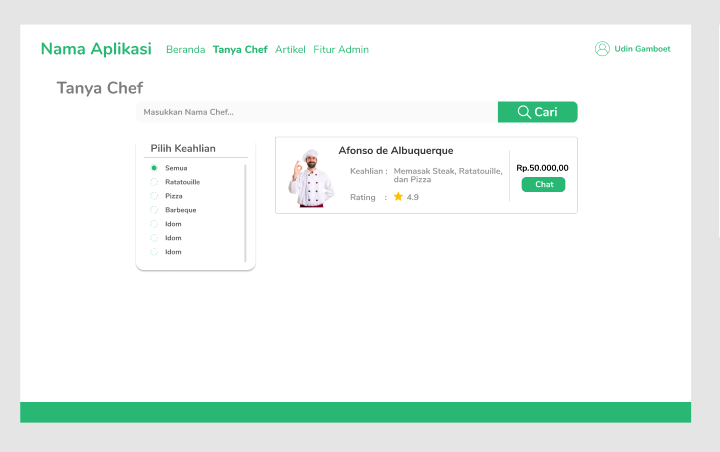 Nama Aplikasi Beranda Tanya Chef Artikel Fitur Admin Udin Gamboet
Tanya Chef
Masukkan Nama Chef... Cari
Pilih Keahlian
Semua
Ratatouille
Pizza
Barbeque
Idom
Idom
Idom
Afonso de Albuquerque
Keahlian : Memasak Steak, Ratatouille,
dan Pizza
Rating : 4.9
Rp.50.000,00
Chat